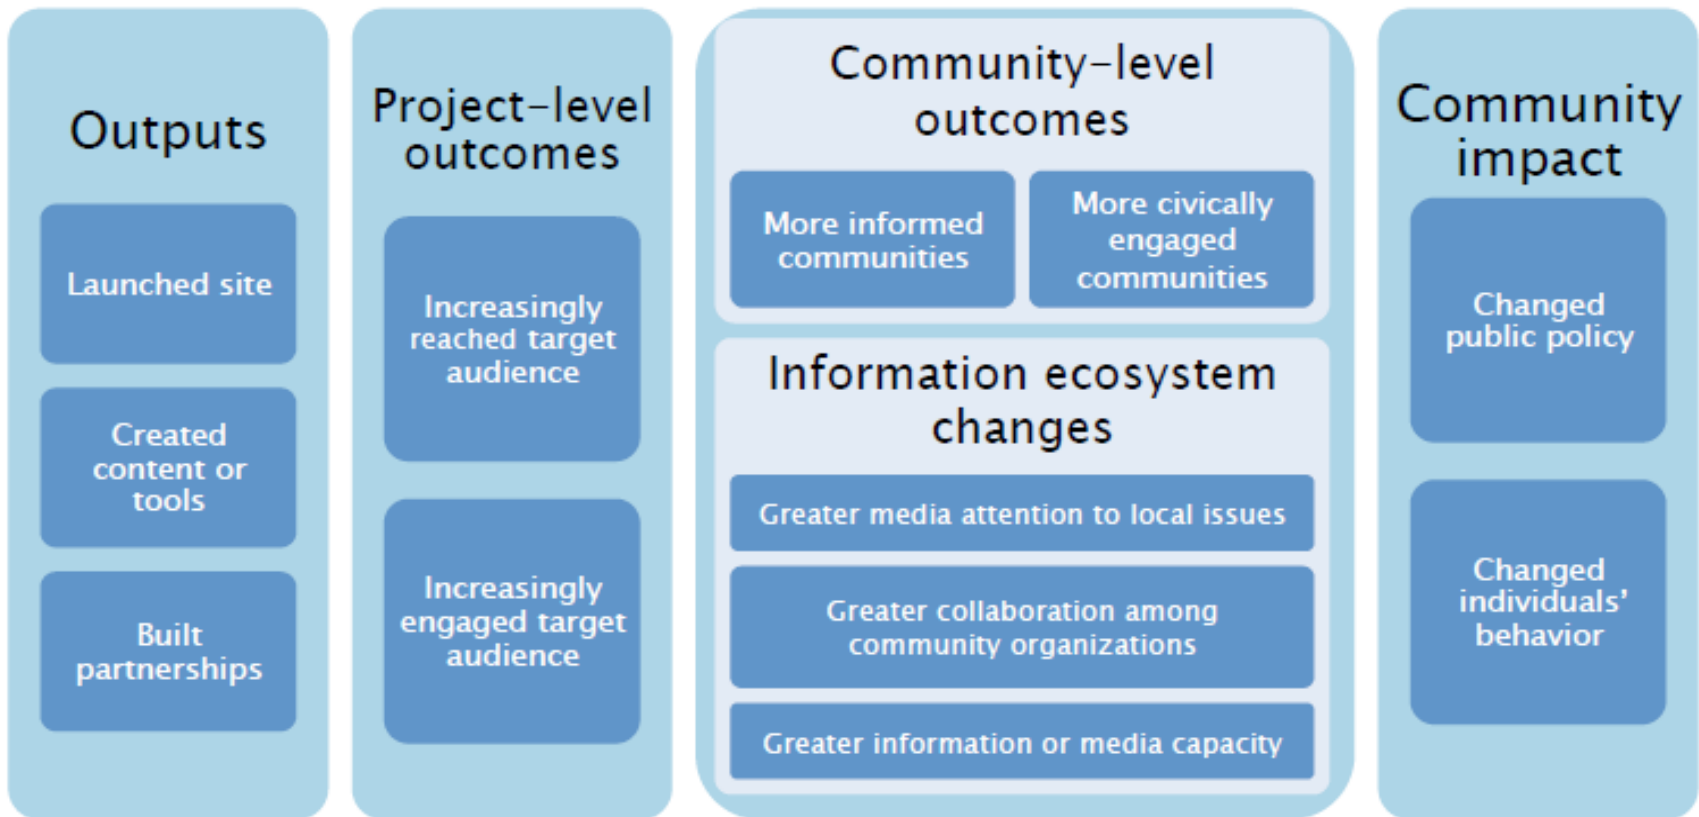 Outputs
Launched site
Created
content or
tools
Built
partnerships
Project-level
outcomes
Increasingly
reached target
audience
Increasingly
engaged target
audience
Community-level
outcomes
More informed
communities
More civically
engaged
communities
Information ecosystem
changes
Greater media attention to local issues
Greater collaboration among
community organizations
Greater information or media capacity
Community
impact
Changed
public policy
Changed
individuals’
behavior